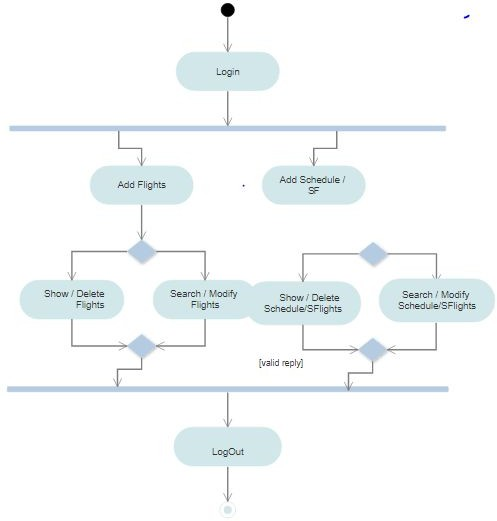 Login
Add Flights
Add Schedule /
SF
Show / Delete
Flights
Search / Modify
Flights
Show / Delete
Schedule/SFlights
Search / Modify
Schedule/SFlights
[valid reply]
LogOut